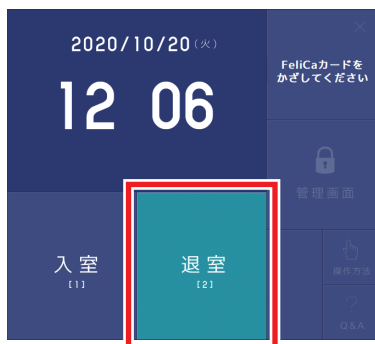 2020/10/20(火)
12 06
FeliCaカードを
かざしてください
管理画面
入室
[1]
退室
[2]
操作方法
?
Q&A